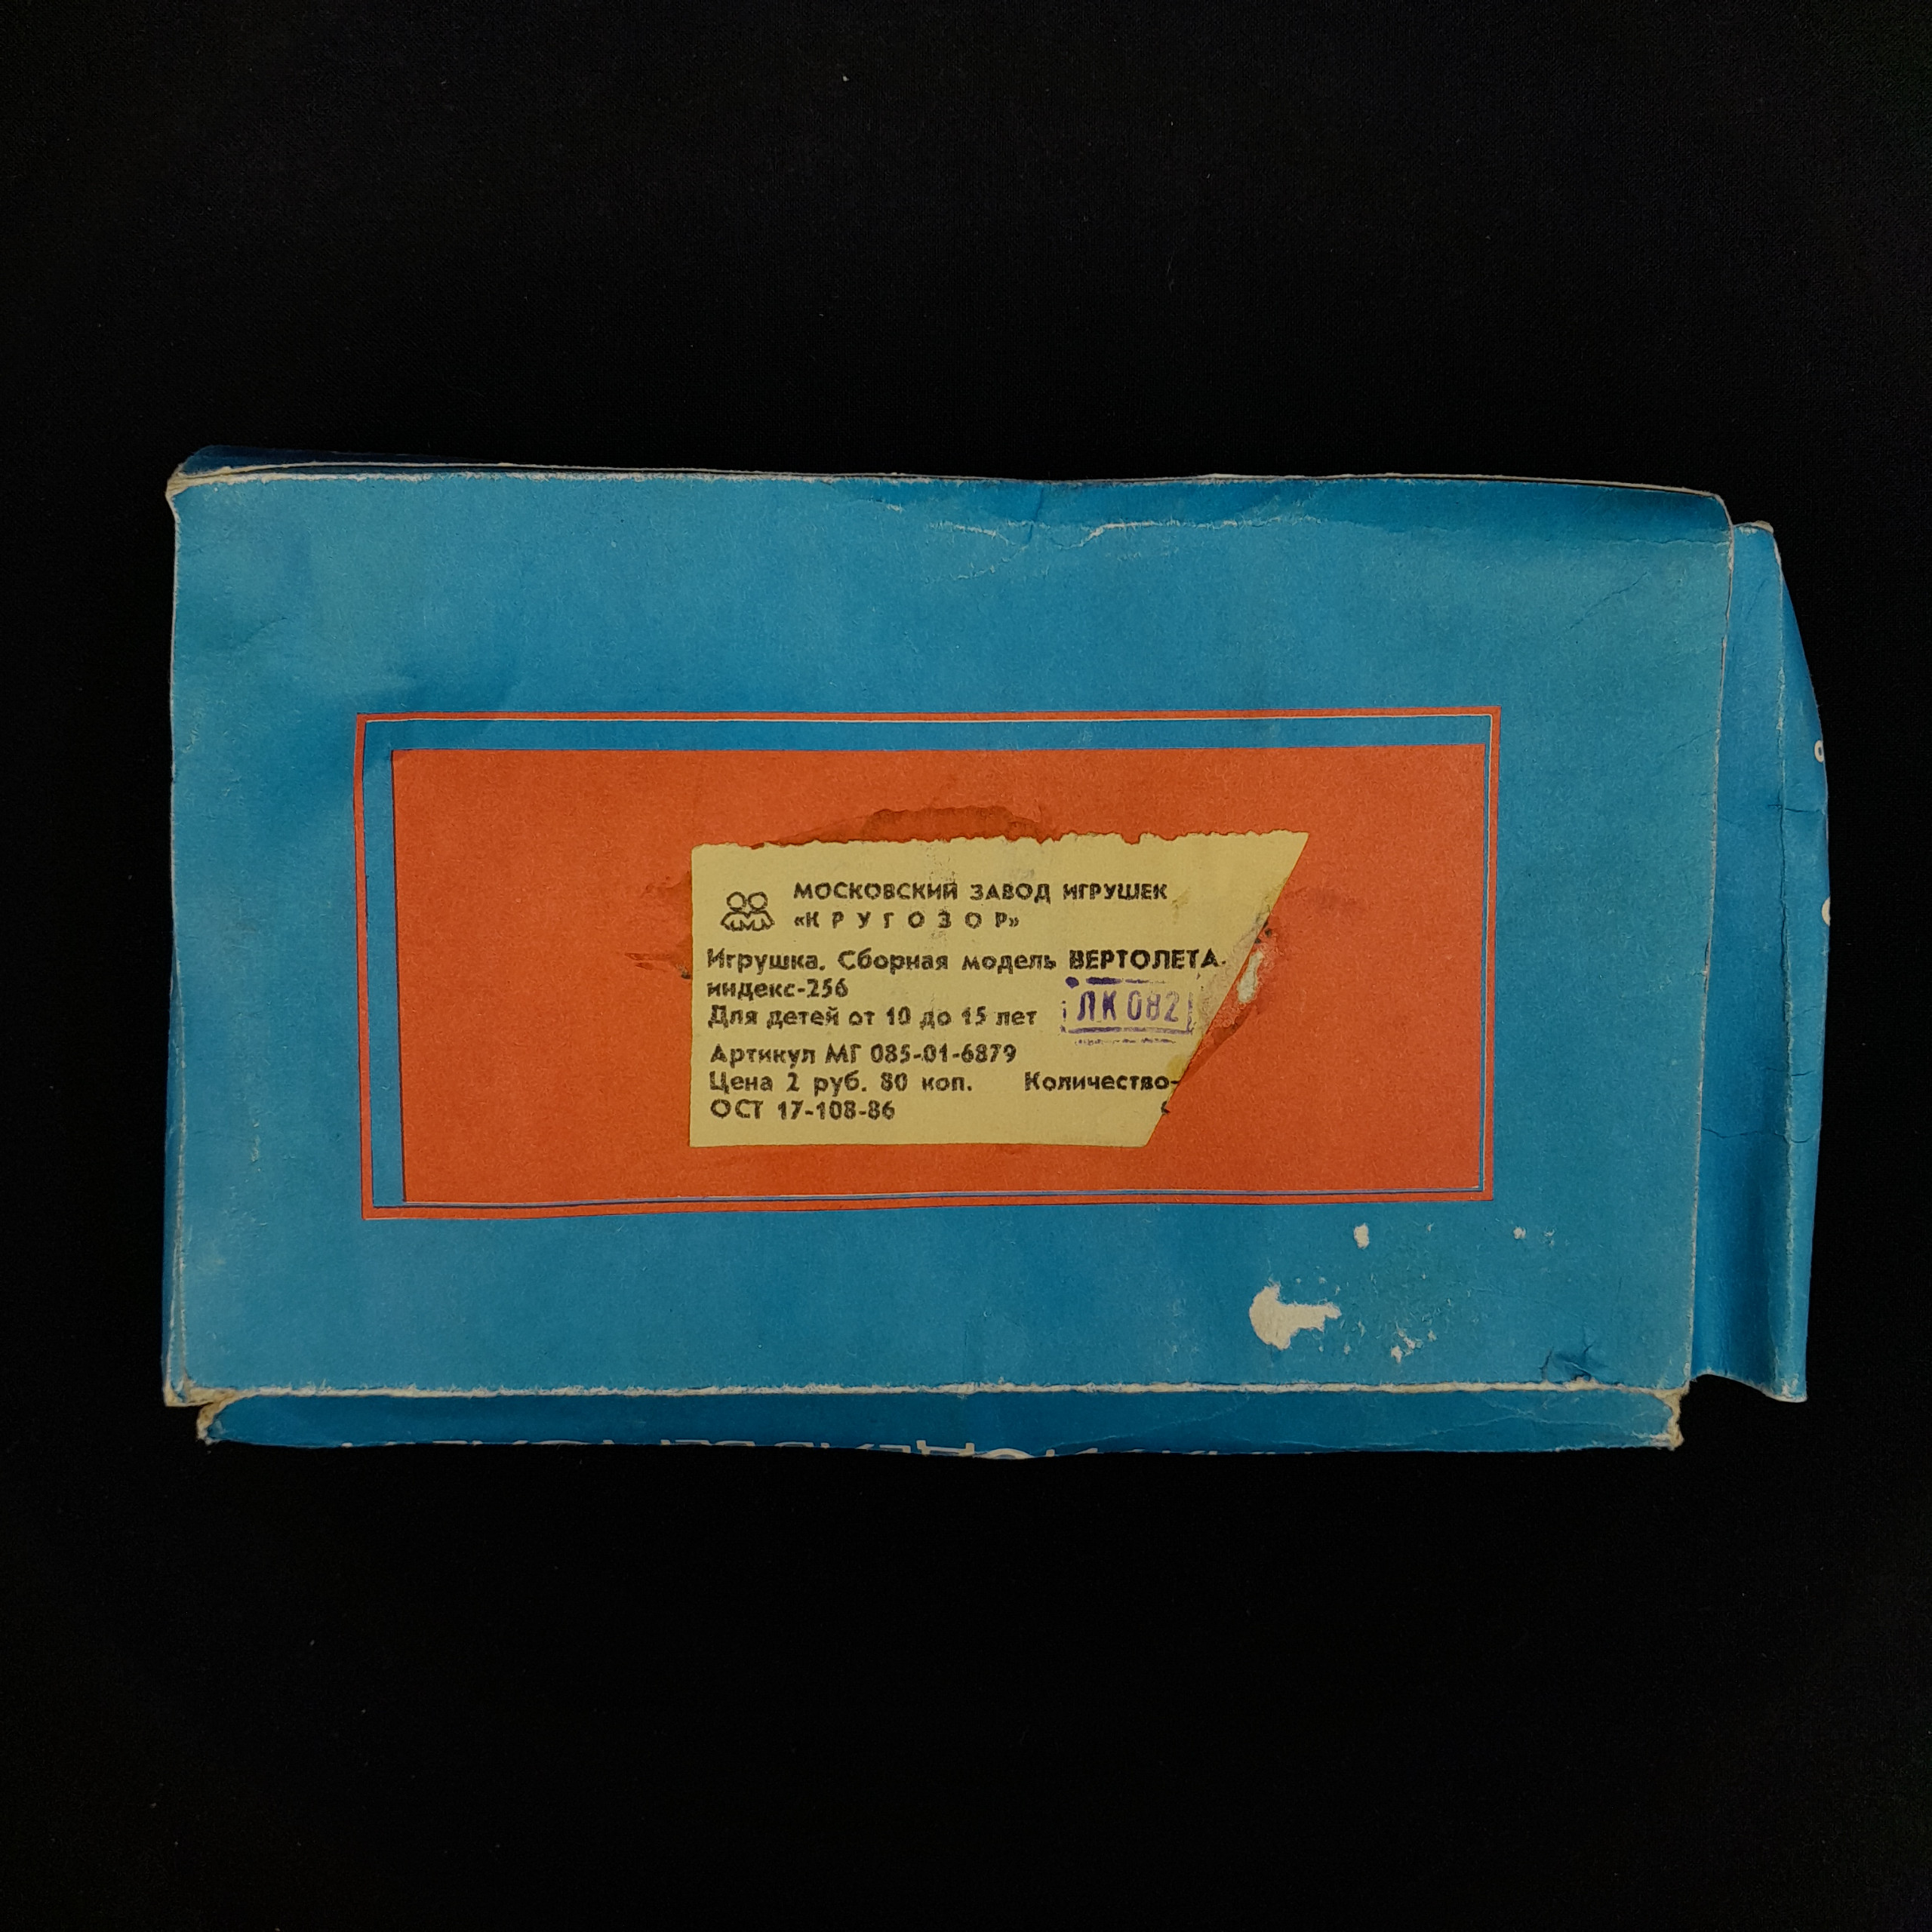 МОСКОВСКИЙ ЗАВОД ИГРУШЕК
«КРУГОЗОР»
Игрушка. Сборная модель ВЕРТОЛЕТА
индекс-256
Для детей от 10 до 15 лет
ЛК 082
Артикул МГ 085-01-6879
Цена 2 руб. 80 коп. Количество-
ОСТ 17-108-86